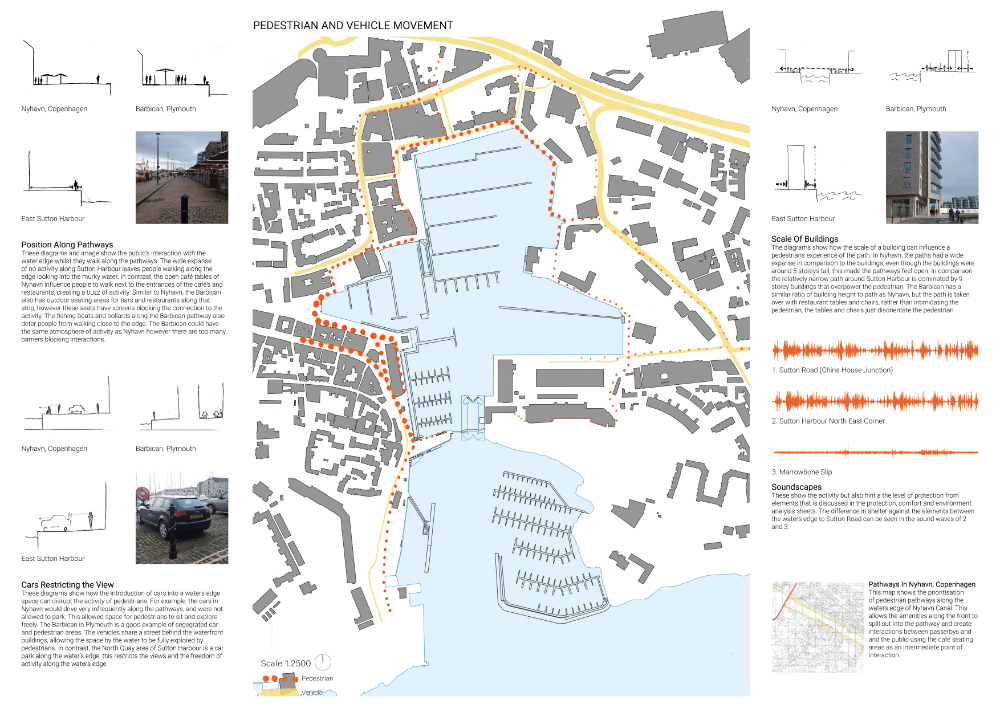 PEDESTRIAN AND VEHICLE MOVEMENT
Nyhavn, Copenhagen
Barbican, Plymouth
East Sutton Harbour
Position Along Pathways
These diagrams and image show the public's interaction with the
water edge whilst they walk along the pathways. The wide expanse
of no activity along Sutton Harbour leaves people walking along the
edge looking into the murky water. In contrast, the open café tables of
Nyhavn influence people to walk next to the entrances of the café's and
restaurants, creating a buzz of activity. Similar to Nyhavn, the Barbican
also has outdoor seating areas for bars and restaurants along that
strip, however these seats have screens blocking the connection to the
activity. The fishing boats and bollards along the Barbican pathway also
deter people from walking close to the edge. The Barbican could have
the same atmosphere of activity as Nyhavn however there are too many
barriers blocking interactions.
Nyhavn, Copenhagen
Barbican, Plymouth
East Sutton Harbour
Cars Restricting the View
These diagrams show how the introduction of cars into a waters edge
space can disrupt the activity of pedestrians. For example, the cars in
Nyhavn would drive very infrequently along the pathways, and were not
allowed to park. This allowed space for pedestrians to sit and explore
freely. The Barbican in Plymouth is a good example of segregated car
and pedestrian areas. The vehicles share a street behind the waterfront
buildings, allowing the space by the water to be fully explored by
pedestrians. In contrast, the North Quay area of Sutton Harbour is a car
park along the water's edge, this restricts the views and the freedom of
activity along the waters edge.
Scale 1:2500
Pedestrian
Vehicle
Nyhavn, Copenhagen
Barbican, Plymouth
East Sutton Harbour
Scale Of Buildings
The diagrams show how the scale of a building can influence a
pedestrians experience of the path. In Nyhavn, the paths had a wide
expanse in comparison to the buildings, even though the buildings were
around 5 storeys tall, this made the pathways feel open. In comparison
the relatively narrow path around Sutton Harbour is dominated by 9
storey buildings that overpower the pedestrian. The Barbican has a
similar ratio of building height to path as Nyhavn, but the path is taken
over with restaurant tables and chairs, rather than intimidating the
pedestrian, the tables and chairs just disorientate the pedestrian.
1. Sutton Road (China House Junction)
2. Sutton Harbour North East Corner
3. Marrowbone Slip
Soundscapes
These show the activity but also hint a the level of protection from
elements that is discussed in the protection, comfort and environment
analysis sheets. The difference in shelter against the elements between
the waters edge to Sutton Road can be seen in the sound waves of 2
and 3.
Pathways In Nyhavn, Copenhagen
This map shows the prioritisation
of pedestrian pathways along the
waters edge of Nyhavn Canal. This
allows the amenities along the front to
spill out into the pathway and create
interactions between passerbys and
and the public using the café seating
areas as an intermediate point of
interaction.